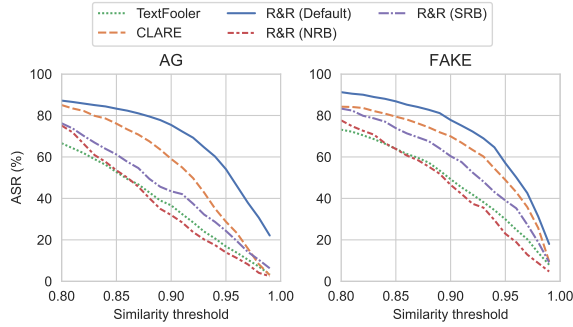 TextFooler R&R (Default) R&R (SRB)
CLARE R&R (NRB)
AG FAKE
ASR (%)
100 100
80 80
60 60
40 40
20 20
0 0
0.80 0.85 0.90 0.95 1.00 0.80 0.85 0.90 0.95 1.00
Similarity threshold Similarity threshold